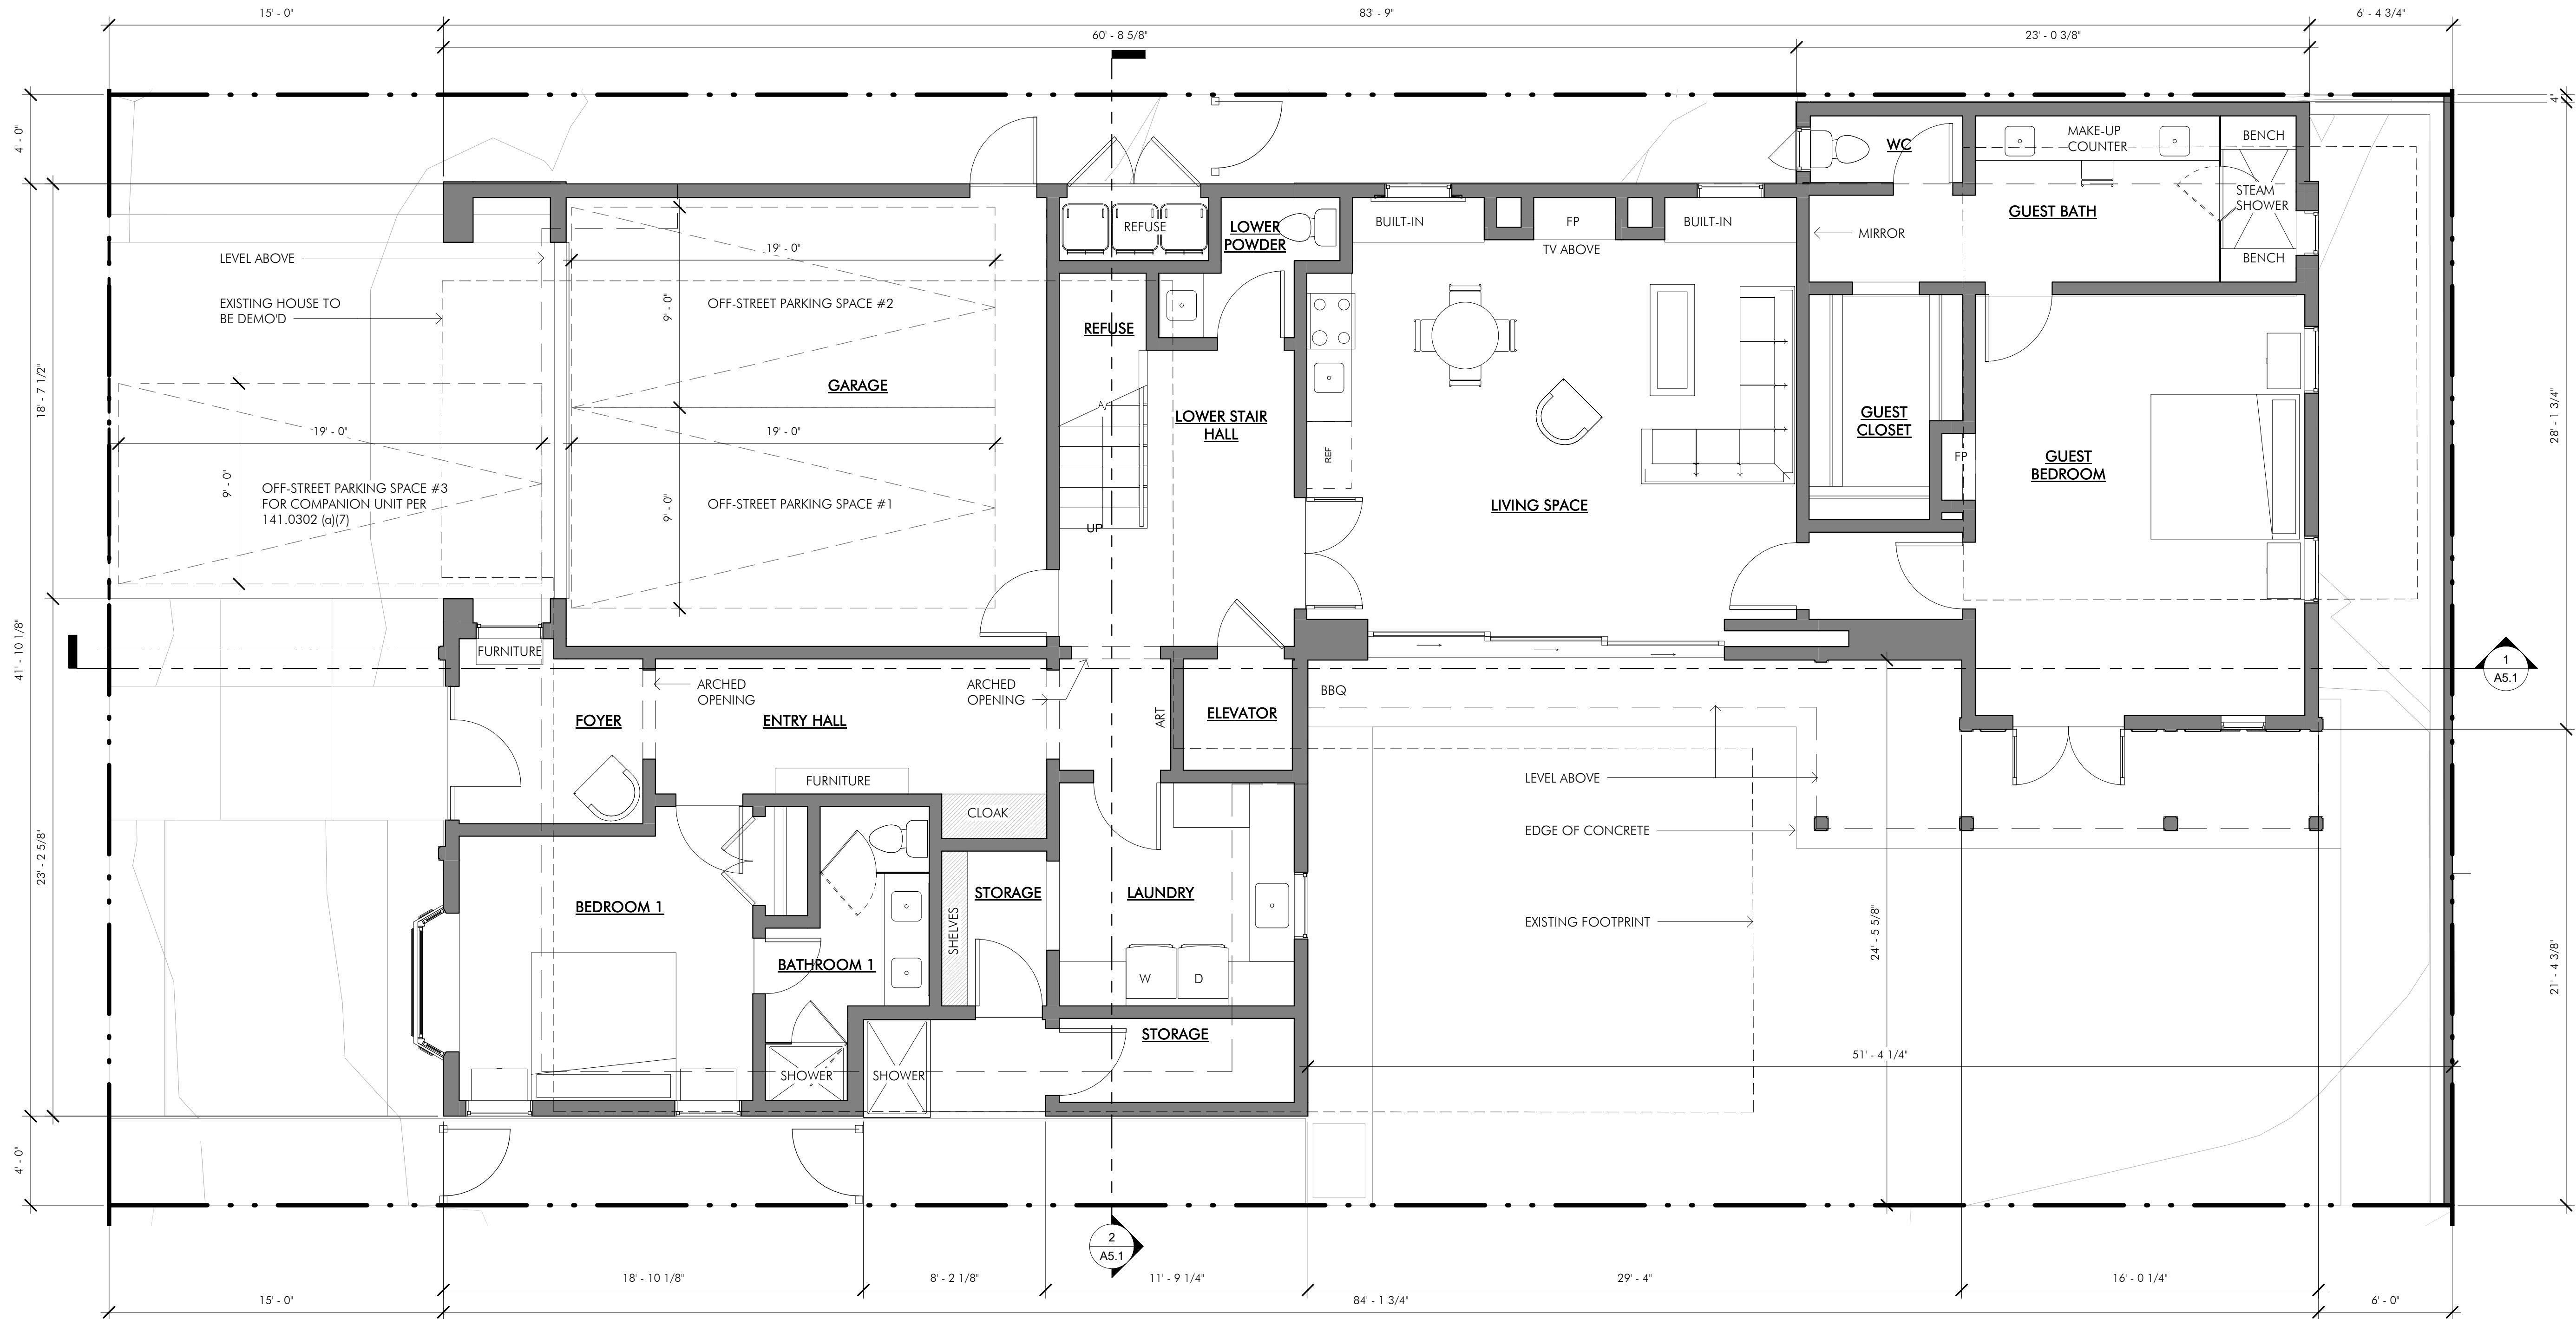 15' - 0"
83' - 9"
6' - 4 3/4"
60' - 8 5/8"
23' - 0 3/8"
4"
4' - 0"
WC
MAKE-UP
COUNTER
BENCH
STEAM
SHOWER
BENCH
GUEST BATH
MIRROR
REFUSE
LOWER
POWDER
BUILT-IN
FP
BUILT-IN
TV ABOVE
LEVEL ABOVE
19' - 0"
EXISTING HOUSE TO
BE DEMO'D
9' - 0"
OFF-STREET PARKING SPACE #2
REFUSE
18' - 7 1/2"
GARAGE
LOWER STAIR
HALL
GUEST
CLOSET
28' - 1 3/4"
19' - 0"
19' - 0"
REF
FP
GUEST
BEDROOM
9' - 0"
OFF-STREET PARKING SPACE #3
FOR COMPANION UNIT PER
141.0302 (a)(7)
9' - 0"
OFF-STREET PARKING SPACE #1
LIVING SPACE
UP
41' - 10 1/8"
FURNITURE
1
A5.1
ARCHED
OPENING
ARCHED
OPENING
BBQ
FOYER
ENTRY HALL
ART
ELEVATOR
FURNITURE
LEVEL ABOVE
CLOAK
EDGE OF CONCRETE
23' - 2 5/8"
BEDROOM 1
STORAGE
LAUNDRY
SHELVES
EXISTING FOOTPRINT
24' - 5 5/8"
21' - 4 3/8"
BATHROOM 1
W
D
STORAGE
51' - 4 1/4"
SHOWER
SHOWER
4' - 0"
2
A5.1
18' - 10 1/8"
8' - 2 1/8"
11' - 9 1/4"
29' - 4"
16' - 0 1/4"
15' - 0"
84' - 1 3/4"
6' - 0"